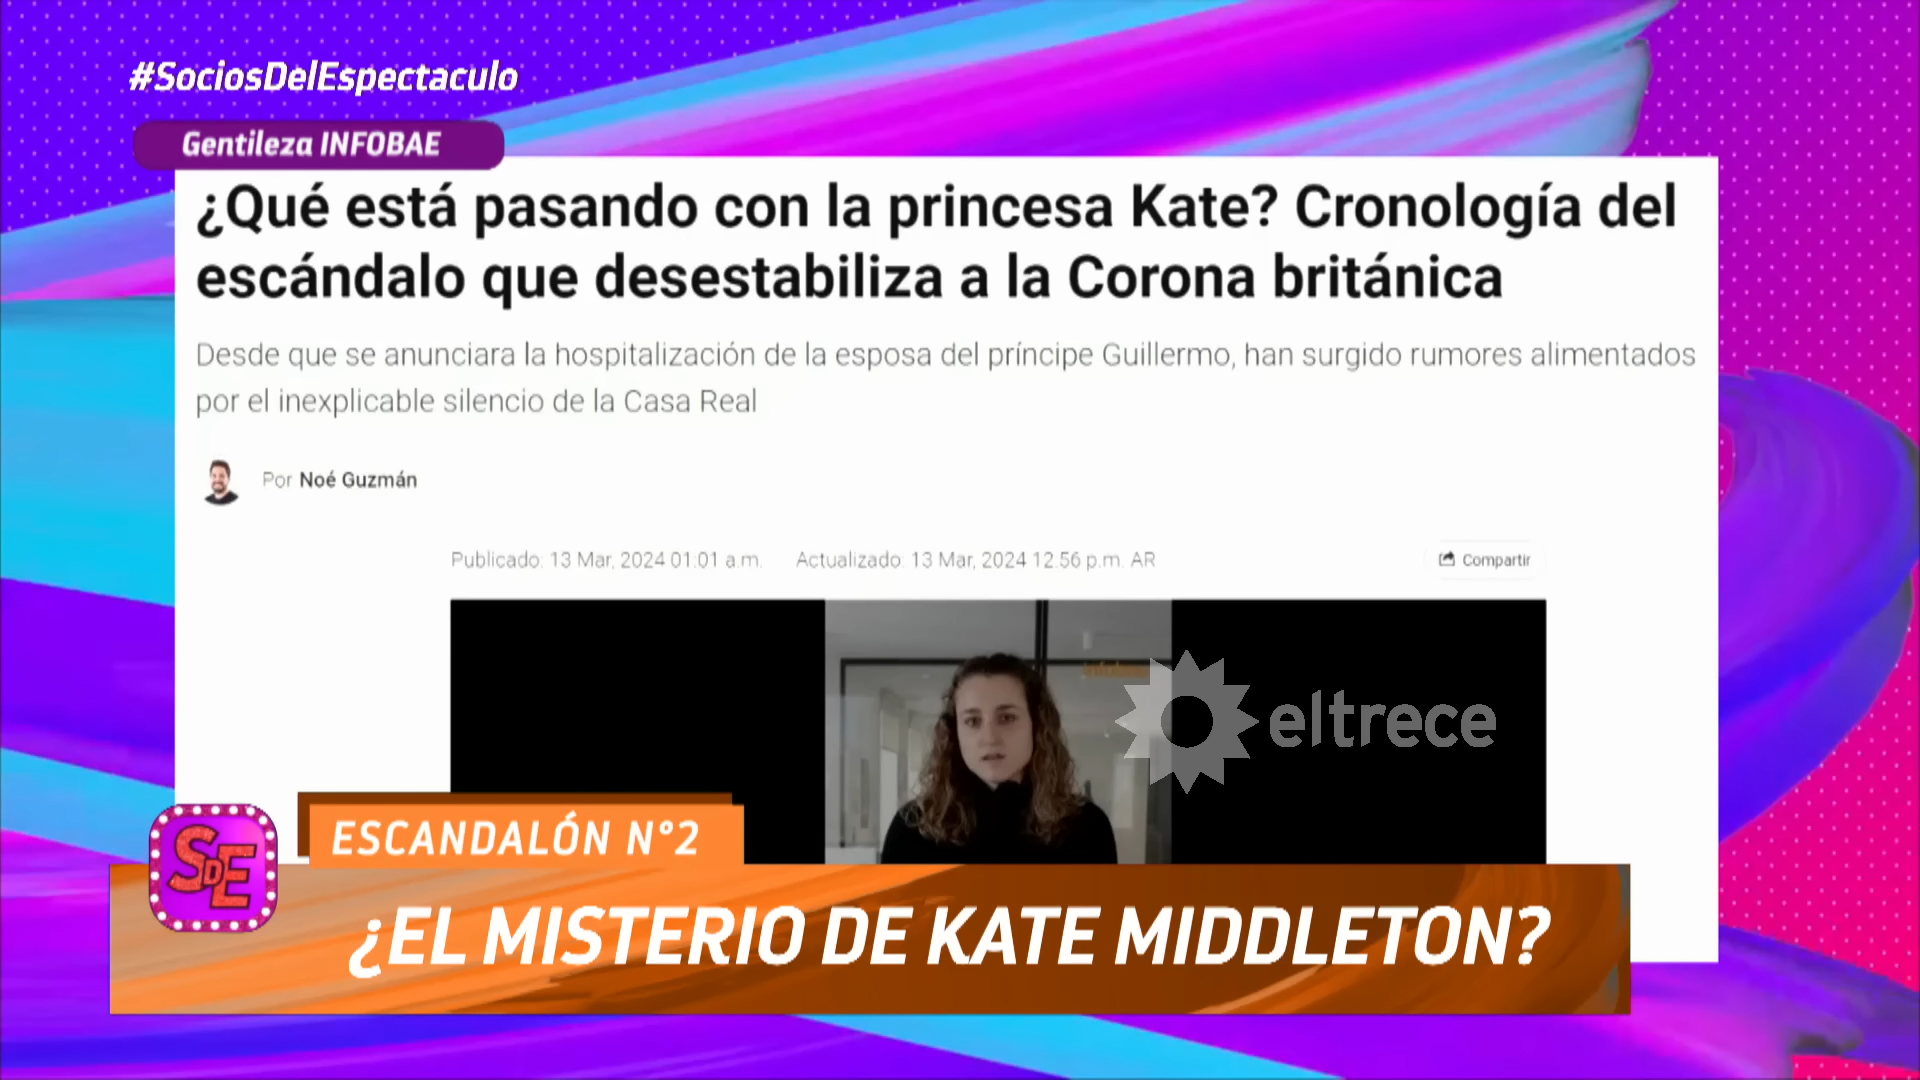 #SociosDelEspectaculo
Gentileza INFOBAE
¿Qué está pasando con la princesa Kate? Cronología del
escándalo que desestabiliza a la Corona británica
Desde que se anunciara la hospitalización de la esposa del príncipe Guillermo, han surgido rumores alimentados
por el inexplicable silencio de la Casa Real
Por Noé Guzmán
Publicado: 13 Mar, 2024 01:01 a.m. Actualizado: 13 Mar, 2024 12:56 p.m. AR
Compartir
infobae
eltrece
SDE
ESCANDALÓN N°2
¿EL MISTERIO DE KATE MIDDLETON?